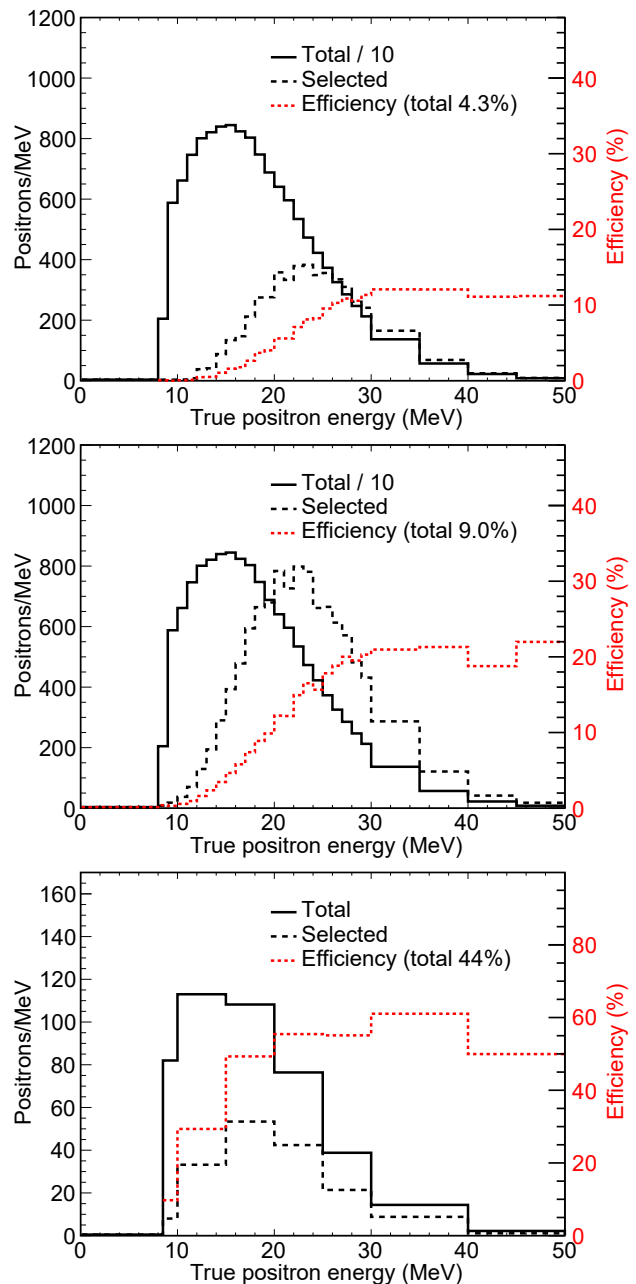 1200
1000
800
600
400
200
0
Positrons/MeV
Total / 10
Selected
Efficiency (total 4.3%)
40
30
20
10
0
Efficiency (%)
0 10 20 30 40 50
True positron energy (MeV)
1200
1000
800
600
400
200
0
Positrons/MeV
Total / 10
Selected
Efficiency (total 9.0%)
40
30
20
10
0
Efficiency (%)
0 10 20 30 40 50
True positron energy (MeV)
160
140
120
100
80
60
40
20
0
Positrons/MeV
Total
Selected
Efficiency (total 44%)
80
60
40
20
0
Efficiency (%)
0 10 20 30 40 50
True positron energy (MeV)